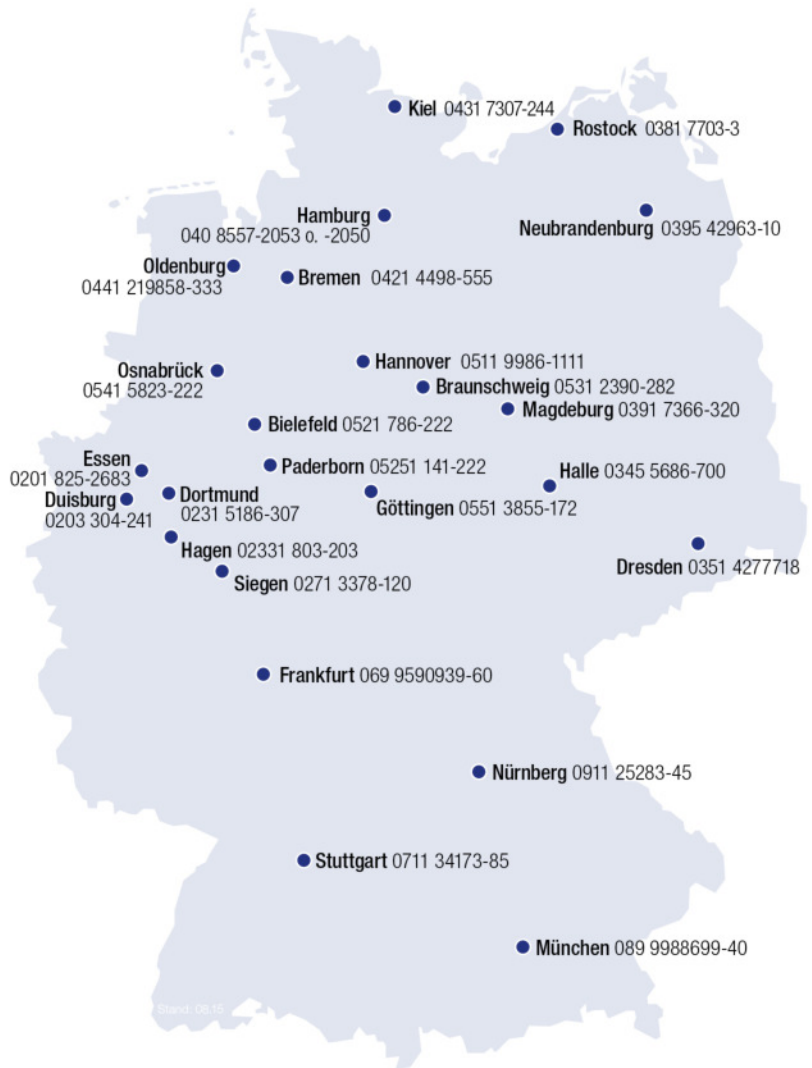 Kiel 0431 7307-244
Rostock 0381 7703-3
Hamburg
040 8557-2053 o. -2050
Neubrandenburg 0395 42963-10
Oldenburg
0441 219858-333
Bremen 0421 4498-555
Hannover 0511 9986-1111
Osnabrück
0541 5823-222
Braunschweig 0531 2390-282
Magdeburg 0391 7366-320
Bielefeld 0521 786-222
Essen
0201 825-2683
Paderborn 05251 141-222
Halle 0345 5686-700
Duisburg
0203 304-241
Dortmund
0231 5186-307
Göttingen 0551 3855-172
Hagen 02331 803-203
Dresden 0351 4277718
Siegen 0271 3378-120
Frankfurt 069 9590939-60
Nürnberg 0911 25283-45
Stuttgart 0711 34173-85
München 089 9988699-40
Stand: 08.15